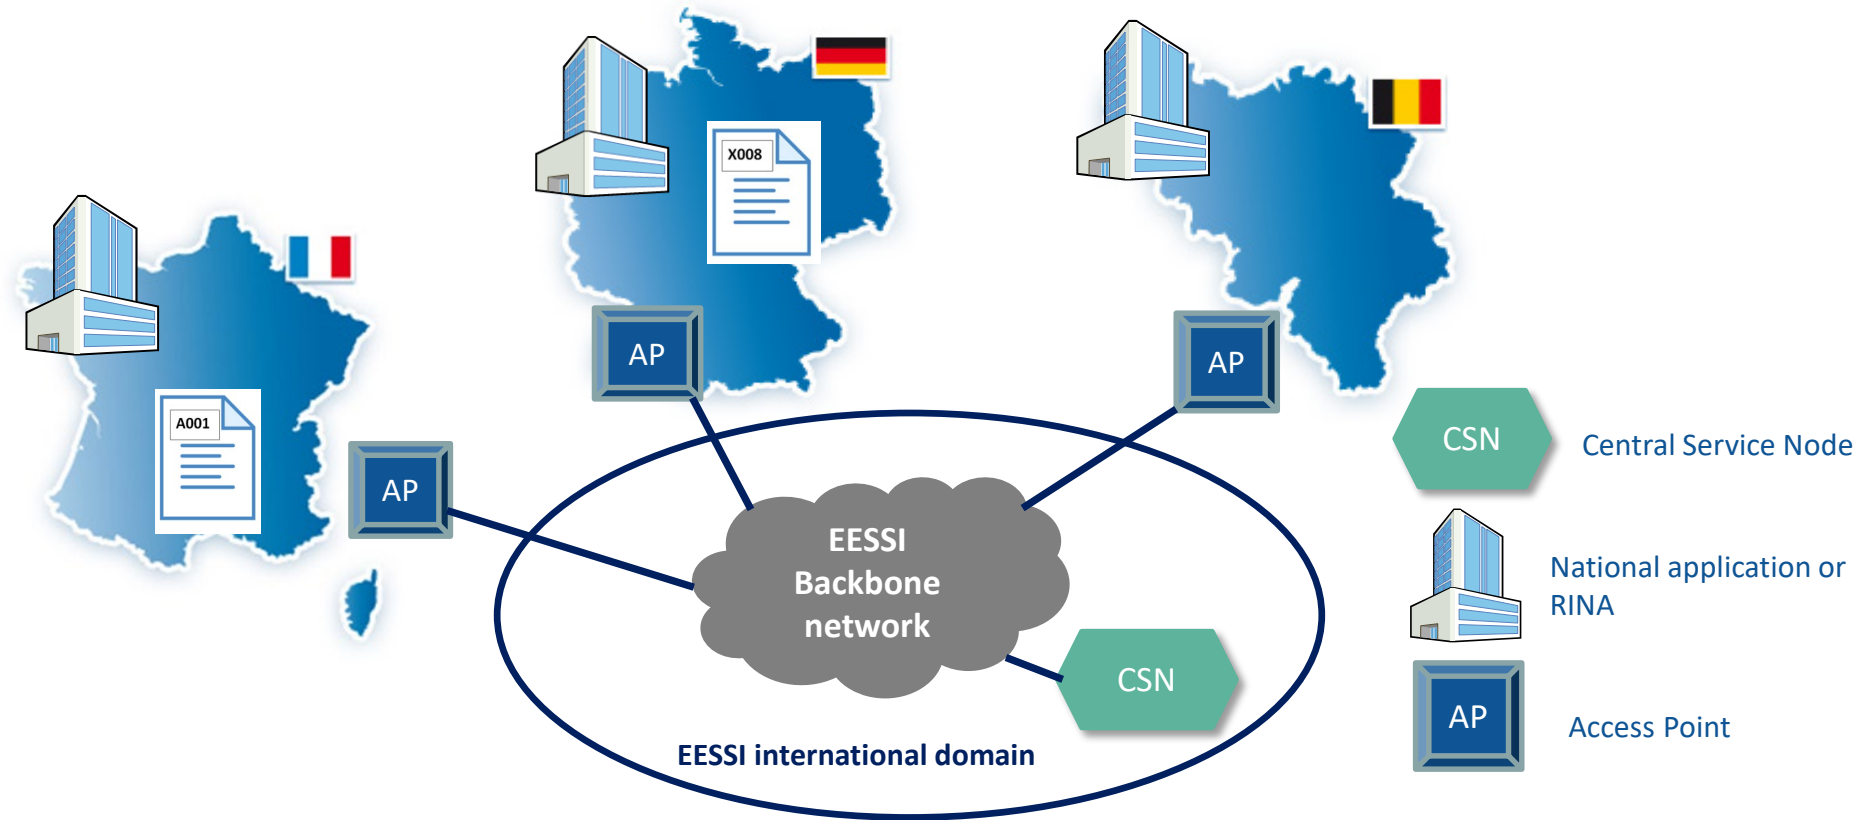 X008
A001
AP
AP
AP
EESSI
Backbone
network
CSN
EESSI international domain
CSN
Central Service Node
National application or
RINA
AP
Access Point